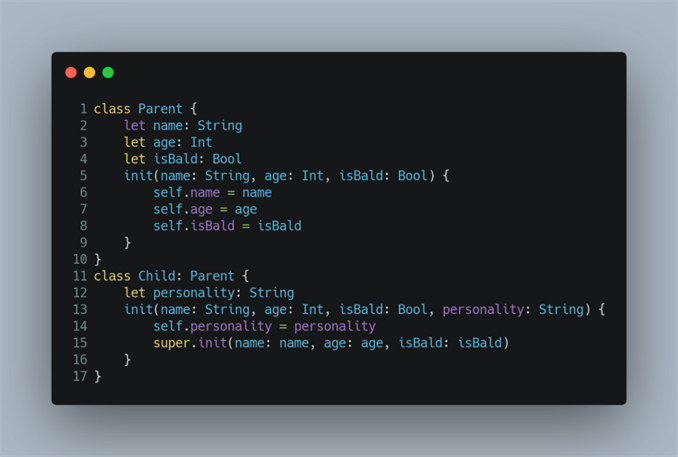 1 class Parent {
2     let name: String
3     let age: Int
4     let isBald: Bool
5     init(name: String, age: Int, isBald: Bool) {
6         self.name = name
7         self.age = age
8         self.isBald = isBald
9     }
10 }
11 class Child: Parent {
12     let personality: String
13     init(name: String, age: Int, isBald: Bool, personality: String) {
14         self.personality = personality
15         super.init(name: name, age: age, isBald: isBald)
16     }
17 }